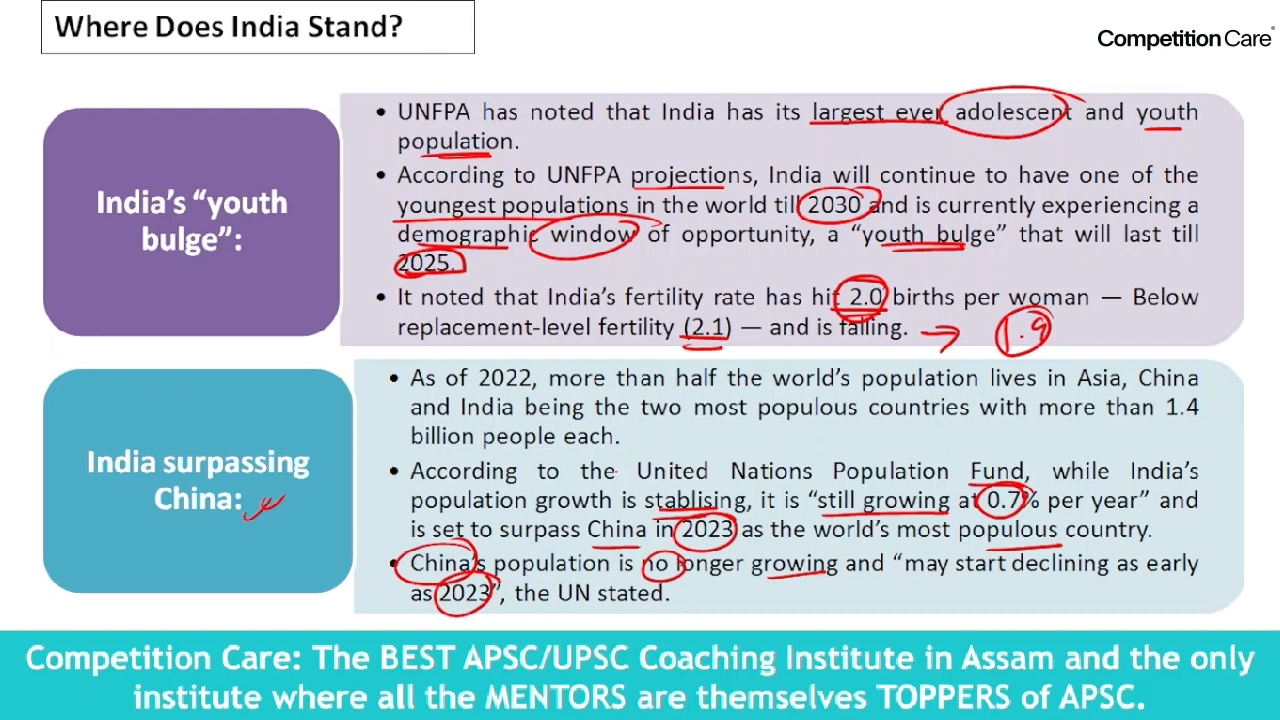 Where Does India Stand?
Competition Care
India's “youth
bulge”:
• UNFPA has noted that India has its largest ever adolescent and youth
population.
• According to UNFPA projections, India will continue to have one of the
youngest populations in the world till 2030 and is currently experiencing a
demographic window of opportunity, a “youth bulge” that will last till
2025.
• It noted that India's fertility rate has hit 2.0 births per woman — Below
replacement-level fertility (2.1) — and is falling. → 1.9
India surpassing
China:
• As of 2022, more than half the world's population lives in Asia, China
and India being the two most populous countries with more than 1.4
billion people each.
• According to the United Nations Population Fund, while India's
population growth is stablising, it is “still growing at 0.7% per year” and
is set to surpass China in 2023 as the world's most populous country.
• China's population is no longer growing and “may start declining as early
as 2023”, the UN stated.
Competition Care: The BEST APSC/UPSC Coaching Institute in Assam and the only
institute where all the MENTORS are themselves TOPPERS of APSC.